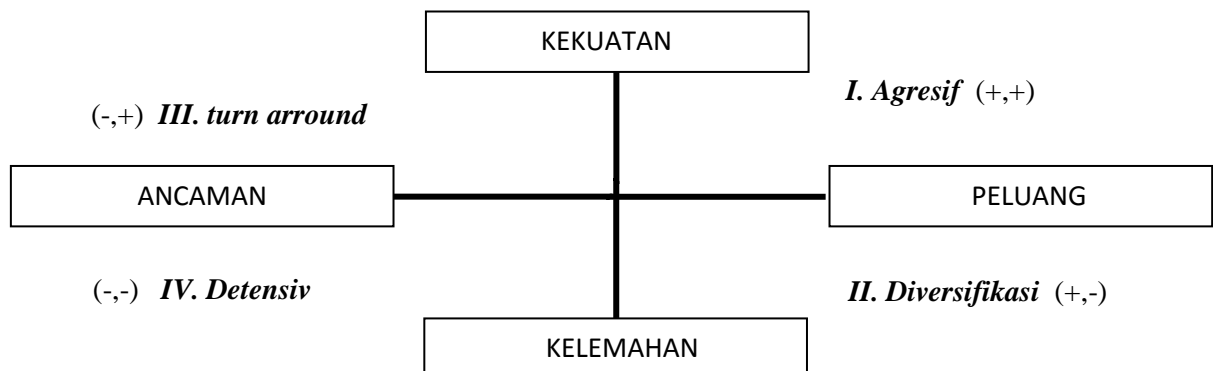 KEKUATAN
I. Agresif (+,+)
(-,+) III. turn arround
ANCAMAN
PELUANG
(-,-) IV. Detensiv
II. Diversifikasi (+,-)
KELEMAHAN